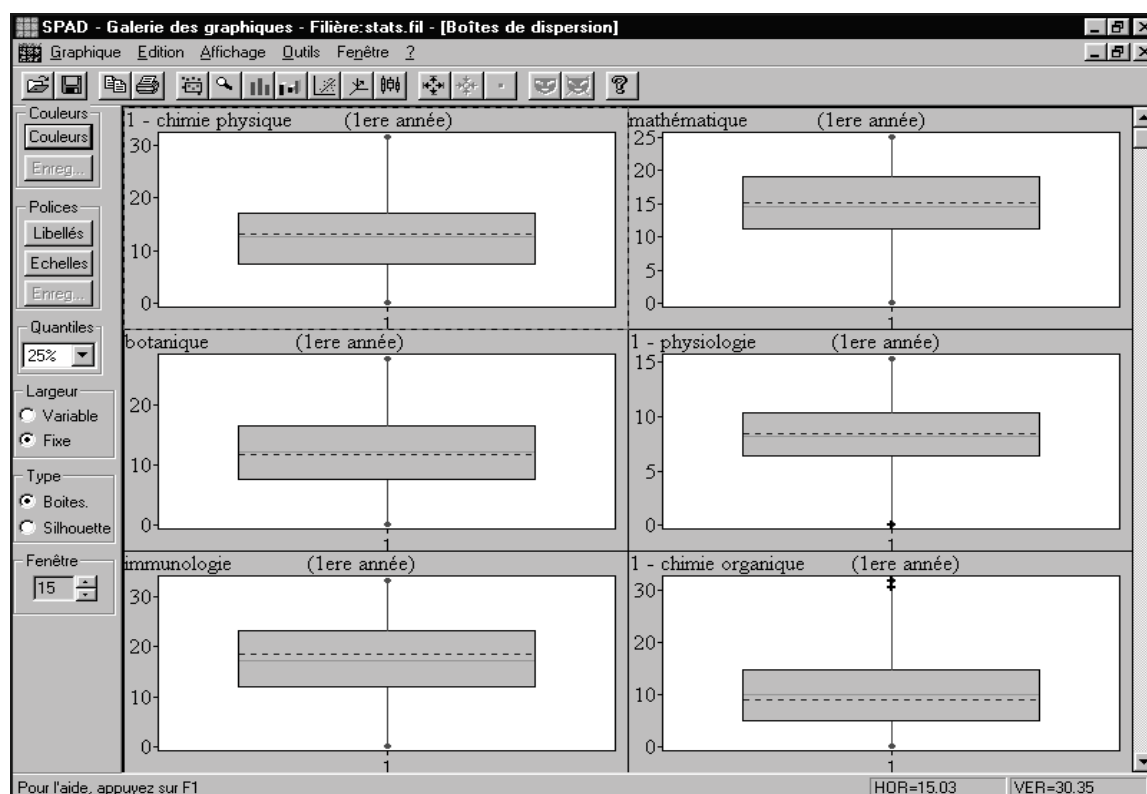 SPAD - Galerie des graphiques - Filière:stats.fil - [Boîtes de dispersion]
Graphique Edition Affichage Outils Fenêtre ?
Couleurs
Couleurs
Enreg...
Polices
Libellés
Echelles
Enreg...
Quantiles
25%
Largeur
Variable
Fixe
Type
Boites.
Silhouette
Fenêtre
15
1 - chimie physique (1ere année)
30
20
10
0
1
mathématique (1ere année)
25
20
15
10
5
0
1
botanique (1ere année)
20
10
0
1
1 - physiologie (1ere année)
15
10
5
0
1
immunologie (1ere année)
30
20
10
0
1
1 - chimie organique (1ere année)
30
20
10
0
1
Pour l'aide, appuyez sur F1
HOR=15.03 VER=30.35